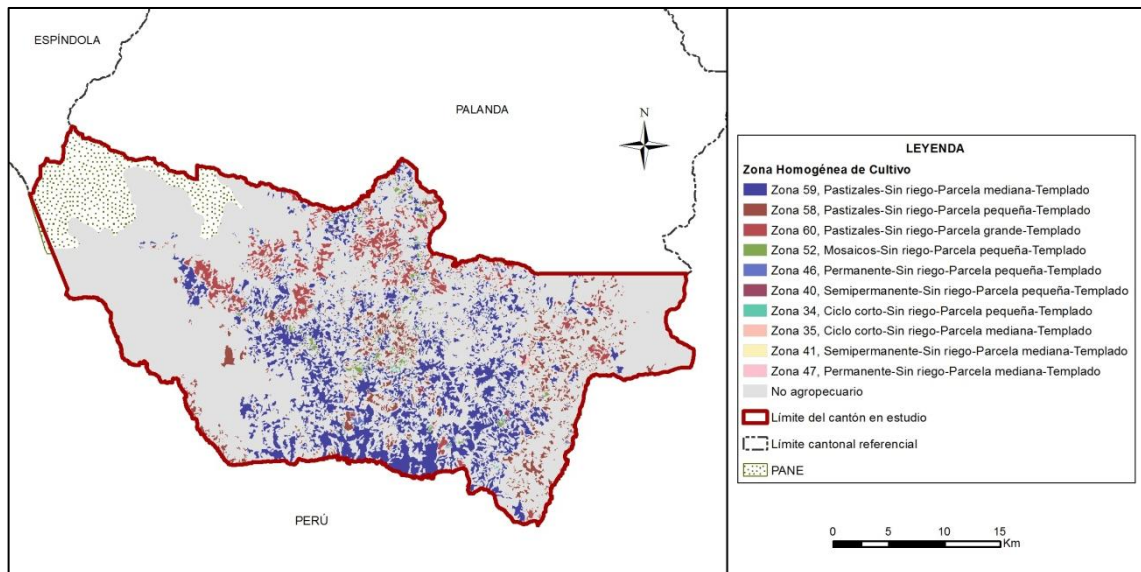 ESPÍNDOLA
PALANDA
N
PERÚ
LEYENDA
Zona Homogénea de Cultivo
Zona 59, Pastizales-Sin riego-Parcela mediana-Templado
Zona 58, Pastizales-Sin riego-Parcela pequeña-Templado
Zona 60, Pastizales-Sin riego-Parcela grande-Templado
Zona 52, Mosaicos-Sin riego-Parcela pequeña-Templado
Zona 46, Permanente-Sin riego-Parcela pequeña-Templado
Zona 40, Semipermanente-Sin riego-Parcela pequeña-Templado
Zona 34, Ciclo corto-Sin riego-Parcela pequeña-Templado
Zona 35, Ciclo corto-Sin riego-Parcela mediana-Templado
Zona 41, Semipermanente-Sin riego-Parcela mediana-Templado
Zona 47, Permanente-Sin riego-Parcela mediana-Templado
No agropecuario
Límite del cantón en estudio
Límite cantonal referencial
PANE
0 5 10 15
Km